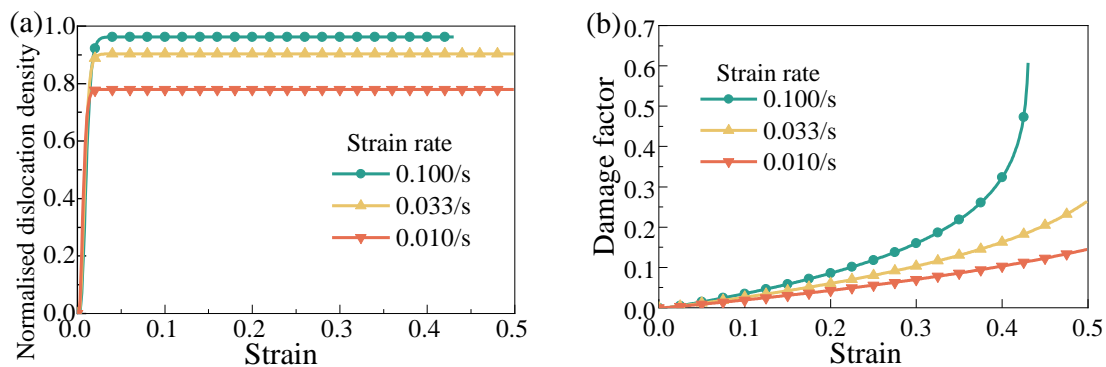 (a)
Normalised dislocation density
1.0
0.8
0.6
0.4
0.2
0.0
0.0 0.1 0.2 0.3 0.4 0.5
Strain
Strain rate
0.100/s
0.033/s
0.010/s
(b)
Damage factor
0.7
0.6
0.5
0.4
0.3
0.2
0.1
0.0
0.0 0.1 0.2 0.3 0.4 0.5
Strain
Strain rate
0.100/s
0.033/s
0.010/s